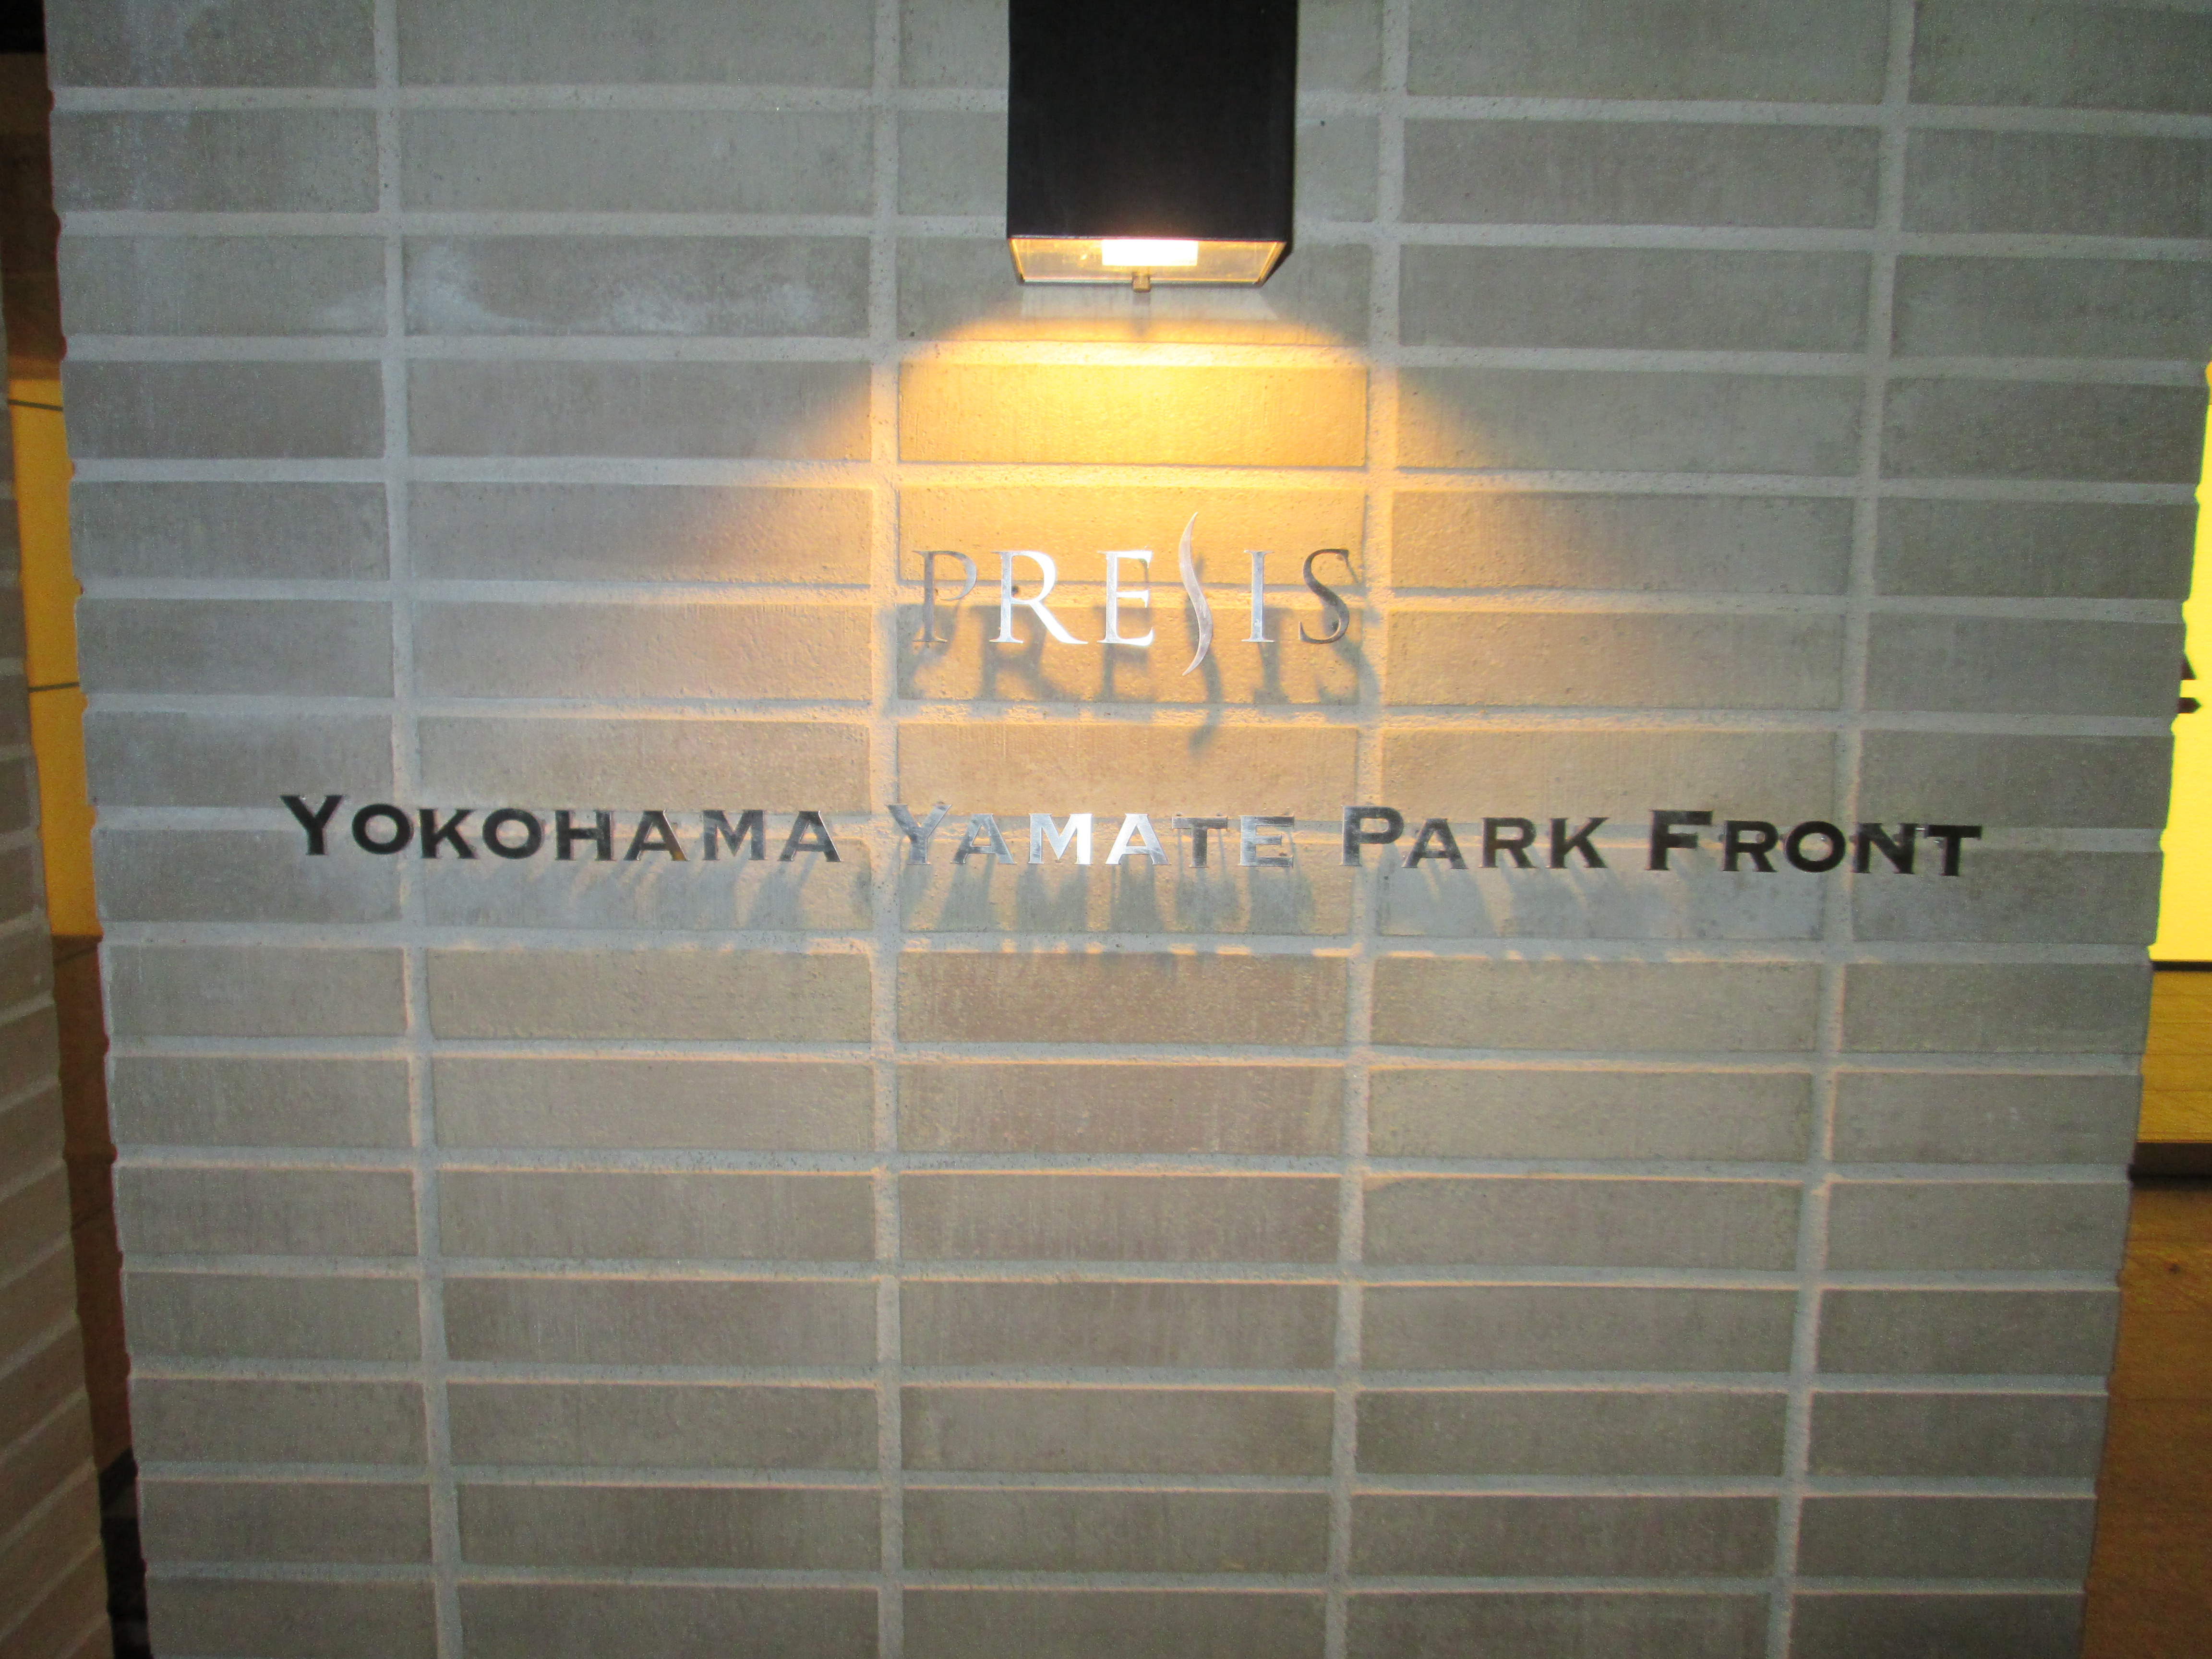 PRESIS
YOKOHAMA YAMATE PARK FRONT